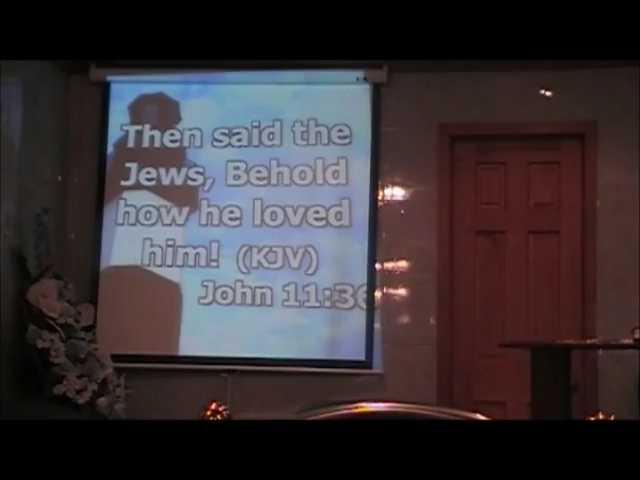 Then said the
Jews, Behold
how he loved
him! (KJV)
John 11:36